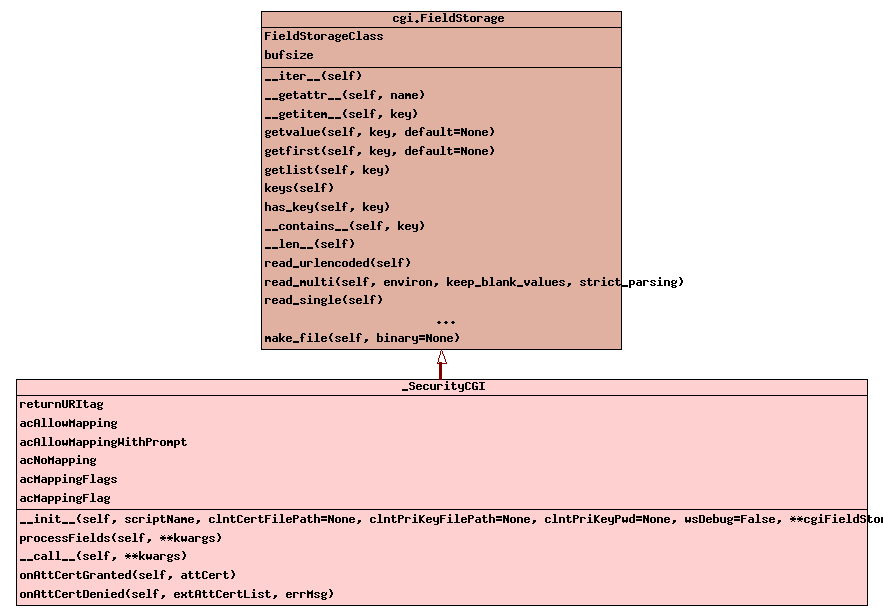 cgi.FieldStorage
FieldStorageClass
bufsize
__iter__(self)
__getattr__(self, name)
__getitem__(self, key)
getvalue(self, key, default=None)
getfirst(self, key, default=None)
getlist(self, key)
keys(self)
has_key(self, key)
__contains__(self, key)
__len__(self)
read_urlencoded(self)
read_multi(self, environ, keep_blank_values, strict_parsing)
read_single(self)
...
make_file(self, binary=None)
_SecurityCGI
returnURItag
acAllowMapping
acAllowMappingWithPrompt
acNoMapping
acMappingFlags
acMappingFlag
__init__(self, scriptName, clntCertFilePath=None, clntPriKeyFilePath=None, clntPriKeyPwd=None, wsDebug=False, **cgiFieldStor
processFields(self, **kwargs)
__call__(self, **kwargs)
onAttCertGranted(self, attCert)
onAttCertDenied(self, extAttCertList, errMsg)